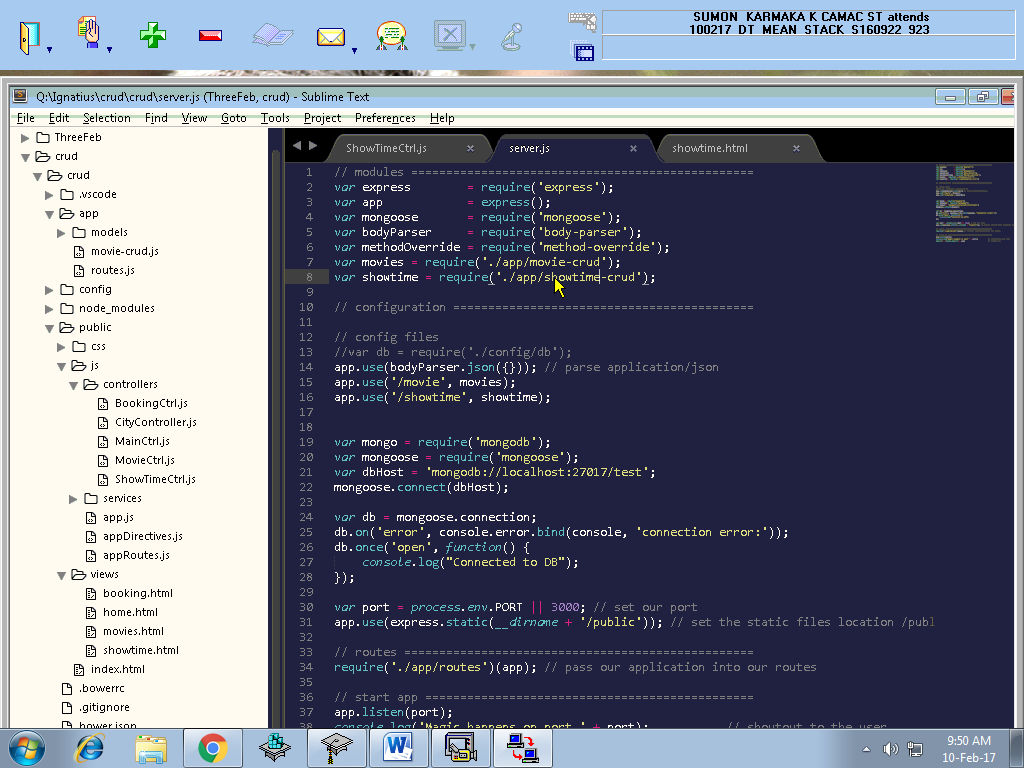 SUMON KARMAKA K CAMAC ST attends
100217_DT_MEAN_STACK_S160922_923
Q:\Ignatius\crud\crud\server.js (ThreeFeb, crud) - Sublime Text
File Edit Selection Find View Goto Tools Project Preferences Help
ThreeFeb
crud
crud
.vscode
app
models
movie-crud.js
routes.js
config
node_modules
public
css
js
controllers
BookingCtrl.js
CityController.js
MainCtrl.js
MovieCtrl.js
ShowTimeCtrl.js
services
app.js
appDirectives.js
appRoutes.js
views
booking.html
home.html
movies.html
showtime.html
index.html
.bowerrc
.gitignore
bower.json
ShowTimeCtrl.js × server.js × showtime.html ×
1 // modules =================================================
2 var express        = require('express');
3 var app            = express();
4 var mongoose       = require('mongoose');
5 var bodyParser     = require('body-parser');
6 var methodOverride = require('method-override');
7 var movies = require('./app/movie-crud');
8 var showtime = require('./app/showtime-crud');
9
10 // configuration ===========================================
11
12 // config files
13 //var db = require('./config/db');
14 app.use(bodyParser.json({})); // parse application/json
15 app.use('/movie', movies);
16 app.use('/showtime', showtime);
17
18
19 var mongo = require('mongodb');
20 var mongoose = require('mongoose');
21 var dbHost = 'mongodb://localhost:27017/test';
22 mongoose.connect(dbHost);
23
24 var db = mongoose.connection;
25 db.on('error', console.error.bind(console, 'connection error:'));
26 db.once('open', function() {
27     console.log("Connected to DB");
28 });
29
30 var port = process.env.PORT || 3000; // set our port
31 app.use(express.static(__dirname + '/public')); // set the static files location /publ
32
33 // routes ==================================================
34 require('./app/routes')(app); // pass our application into our routes
35
36 // start app ===============================================
37 app.listen(port);
38 console.log('Magic happens on port ' + port);           // shoutout to the user
9:50 AM
10-Feb-17